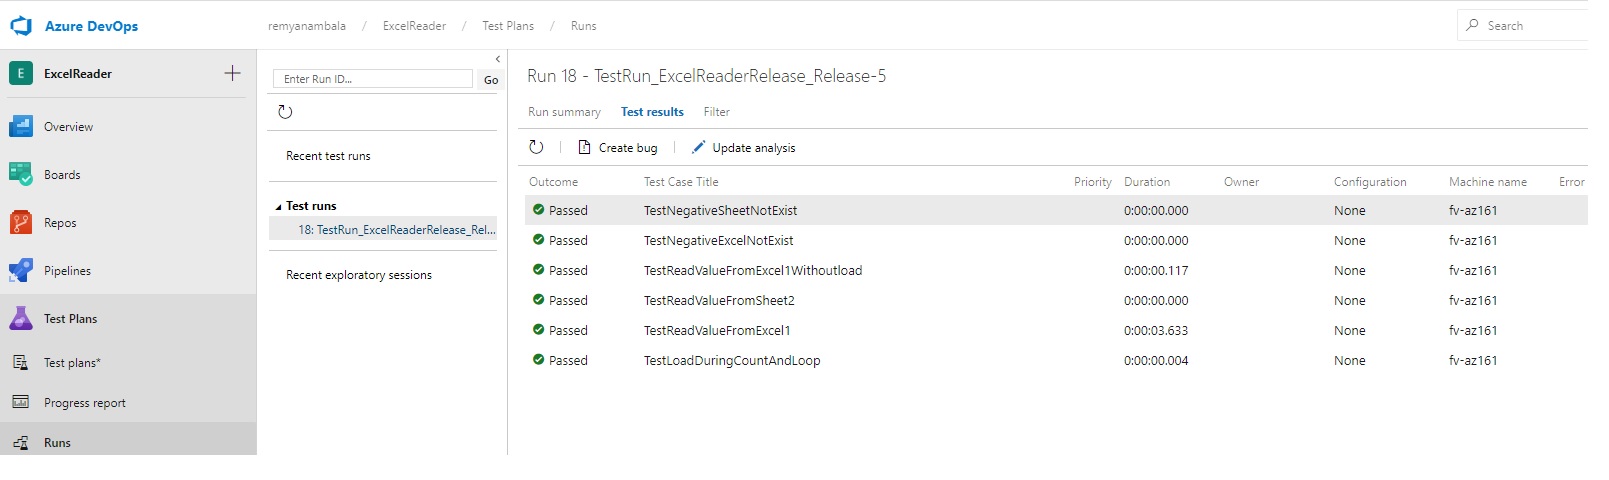 Azure DevOps
remyanambala / ExcelReader / Test Plans / Runs
Search
E ExcelReader
Overview
Boards
Repos
Pipelines
Test Plans
Test plans*
Progress report
Runs
Enter Run ID...
Go
Recent test runs
Test runs
18: TestRun_ExcelReaderRelease_Rel...
Recent exploratory sessions
Run 18 - TestRun_ExcelReaderRelease_Release-5
Run summary Test results Filter
Create bug Update analysis
Outcome Test Case Title Priority Duration Owner Configuration Machine name Error
Passed TestNegativeSheetNotExist 0:00:00.000 None fv-az161
Passed TestNegativeExcelNotExist 0:00:00.000 None fv-az161
Passed TestReadValueFromExcel1Withoutload 0:00:00.117 None fv-az161
Passed TestReadValueFromSheet2 0:00:00.000 None fv-az161
Passed TestReadValueFromExcel1 0:00:03.633 None fv-az161
Passed TestLoadDuringCountAndLoop 0:00:00.004 None fv-az161